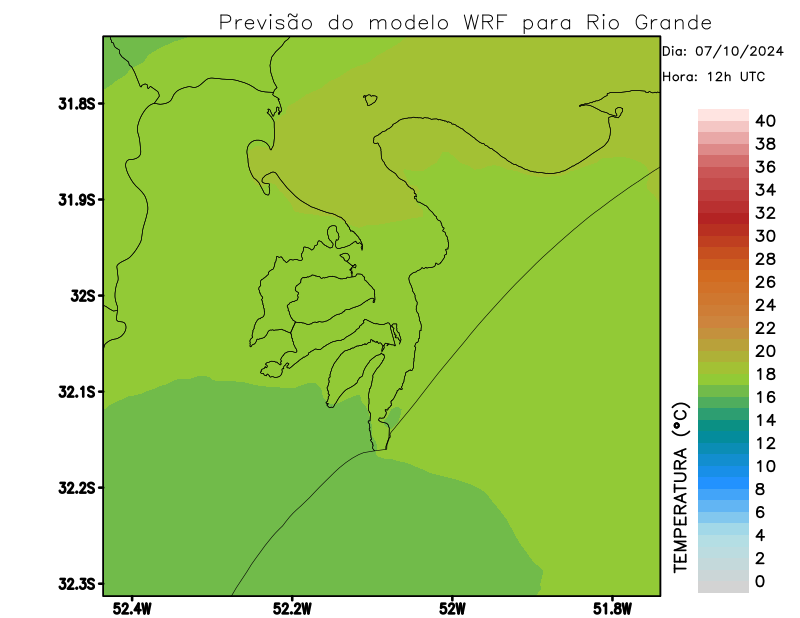 Previsão do modelo WRF para Rio Grande
Dia: 07/10/2024
Hora: 12h UTC
31.8S
31.9S
32S
32.1S
32.2S
32.3S
52.4W
52.2W
52W
51.8W
TEMPERATURA (ºC)
40
38
36
34
32
30
28
26
24
22
20
18
16
14
12
10
8
6
4
2
0